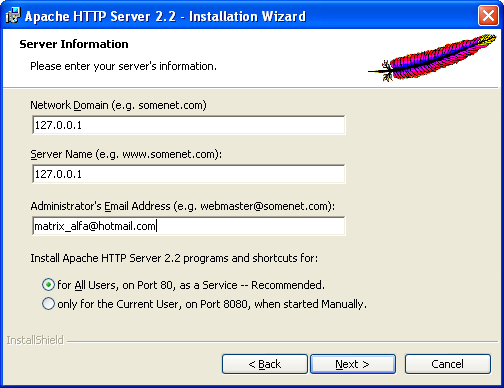 Apache HTTP Server 2.2 - Installation Wizard
Server Information
Please enter your server's information.
Network Domain (e.g. somenet.com)
127.0.0.1
Server Name (e.g. www.somenet.com):
127.0.0.1
Administrator's Email Address (e.g. webmaster@somenet.com):
matrix_alfa@hotmail.com
Install Apache HTTP Server 2.2 programs and shortcuts for:
for All Users, on Port 80, as a Service -- Recommended.
only for the Current User, on Port 8080, when started Manually.
InstallShield
< Back Next > Cancel